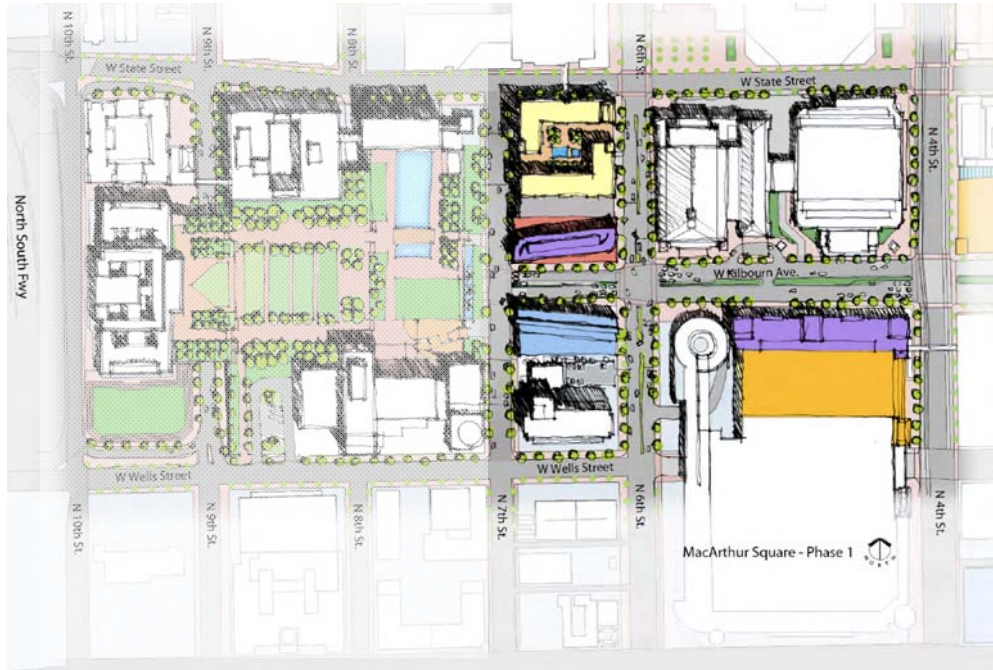 N 10th St.
N 9th St.
N 8th St.
N 6th St.
W State Street
W State Street
N 4th St.
North South Fwy
W Kilbourn Ave.
W Wells Street
W Wells Street
N 10th St.
N 9th St.
N 8th St.
N 7th St.
N 6th St.
N 4th St.
MacArthur Square - Phase 1
NORTH